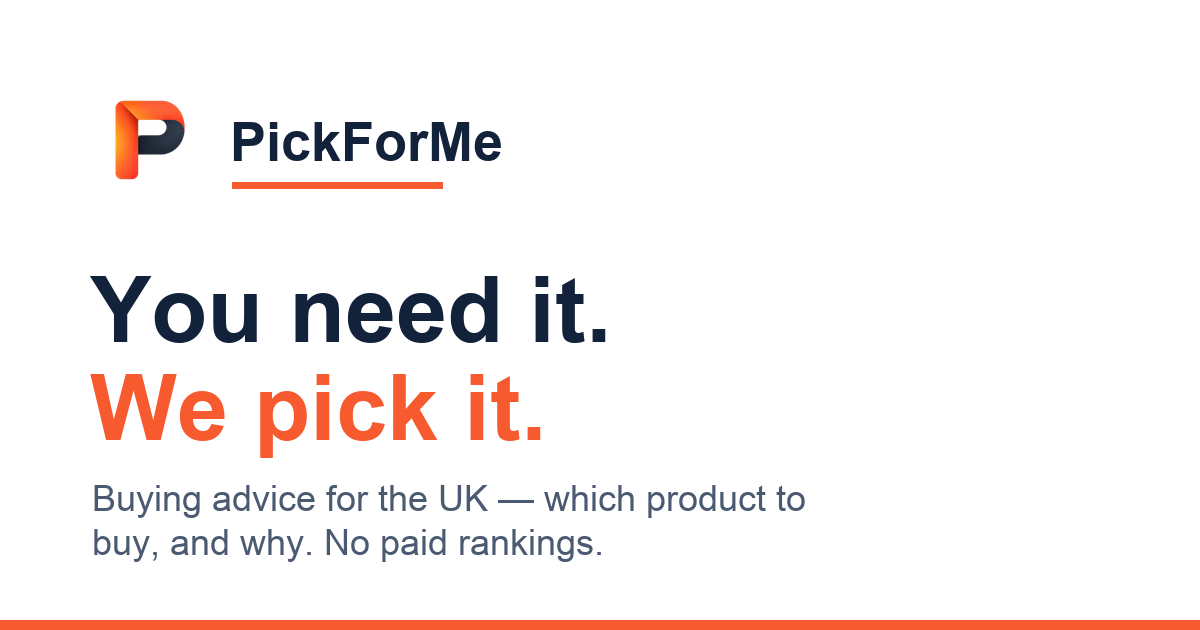 PickForMe
You need it.
We pick it.
Buying advice for the UK — which product to
buy, and why. No paid rankings.